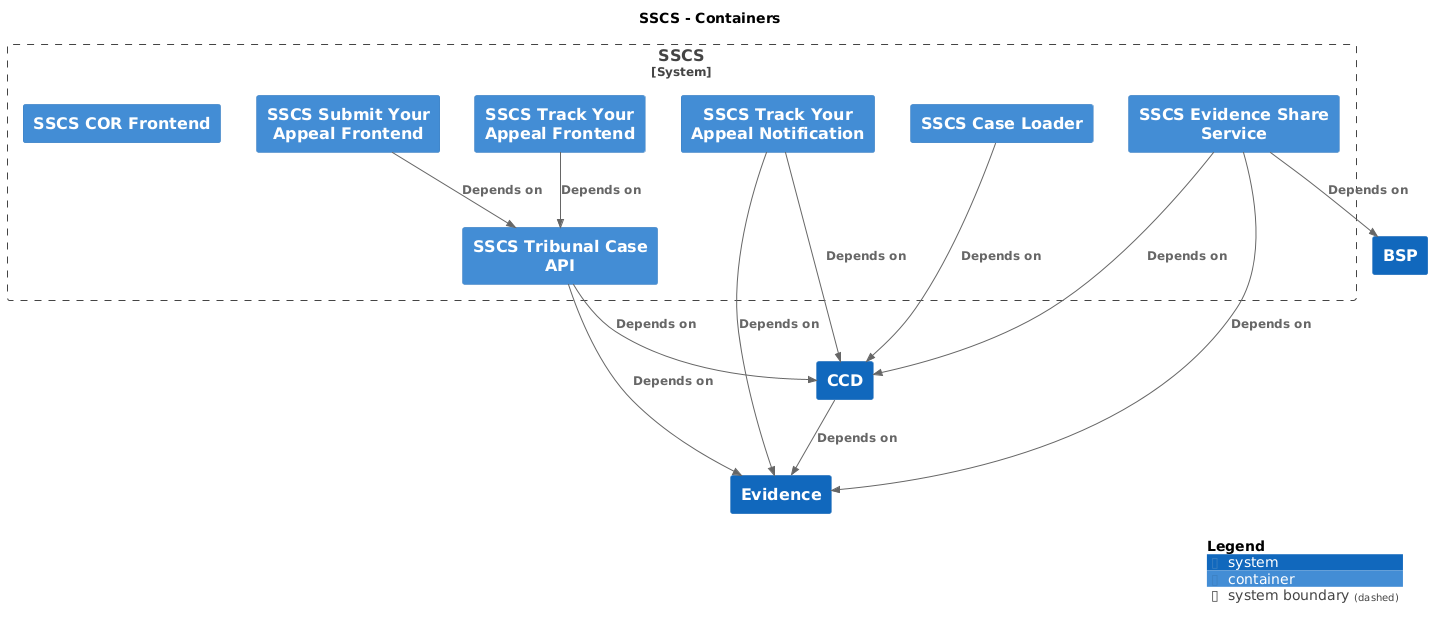 SSCS - Containers
SSCS
[System]
SSCS COR Frontend
SSCS Submit Your
Appeal Frontend
SSCS Track Your
Appeal Frontend
SSCS Track Your
Appeal Notification
SSCS Case Loader
SSCS Evidence Share
Service
Depends on
Depends on
Depends on
SSCS Tribunal Case
API
Depends on
Depends on
Depends on
BSP
Depends on
Depends on
Depends on
Depends on
CCD
Depends on
Evidence
Legend
system
container
system boundary (dashed)